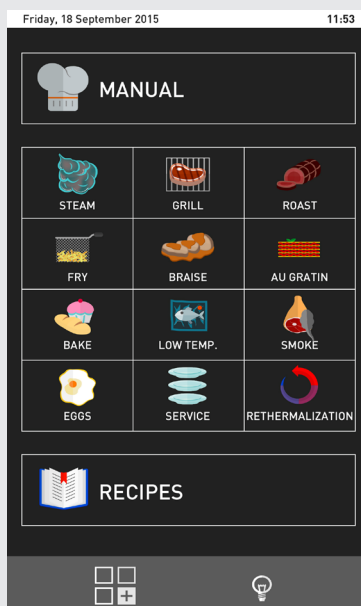 Friday, 18 September 2015 11:53
MANUAL
STEAM GRILL ROAST
FRY BRAISE AU GRATIN
BAKE LOW TEMP. SMOKE
EGGS SERVICE RETHERMALIZATION
RECIPES